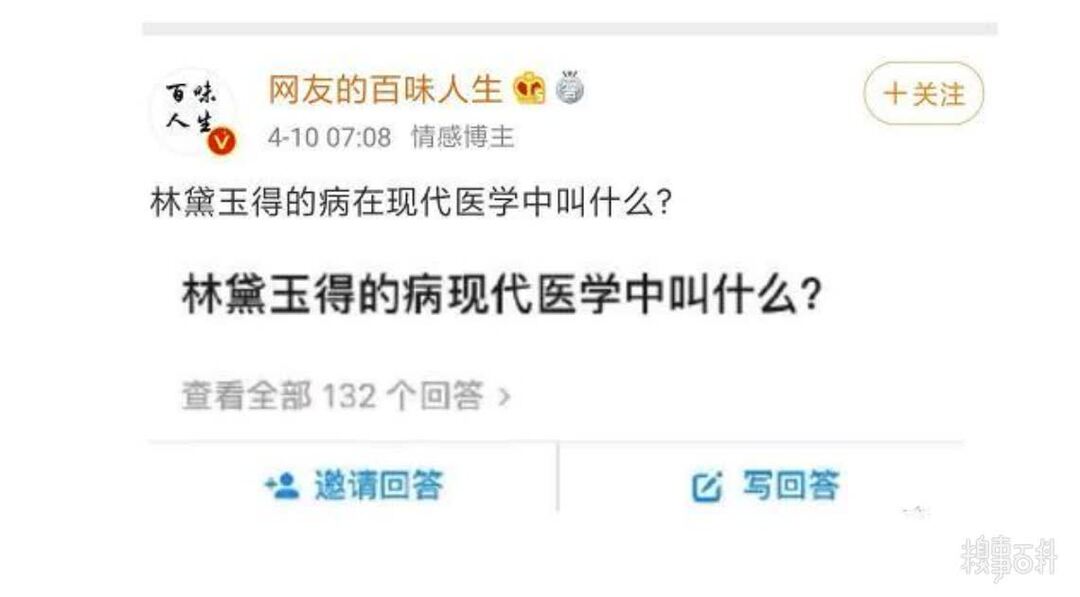 百味
人生
网友的百味人生
4-10 07:08 情感博主
+关注
林黛玉得的病在现代医学中叫什么?
林黛玉得的病现代医学中叫什么?
查看全部 132 个回答 >
邀请回答
写回答
糗事百科